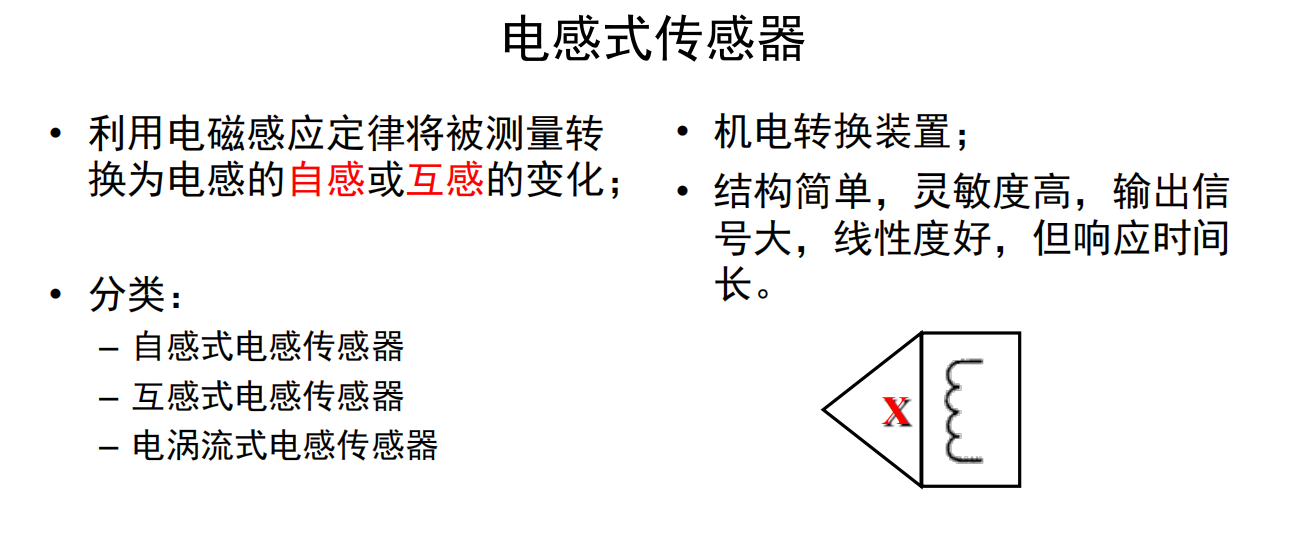 电感式传感器
• 利用电磁感应定律将被测量转
换为电感的自感或互感的变化；
• 分类：
– 自感式电感传感器
– 互感式电感传感器
– 电涡流式电感传感器
• 机电转换装置；
• 结构简单，灵敏度高，输出信
号大，线性度好，但响应时间
长。
X